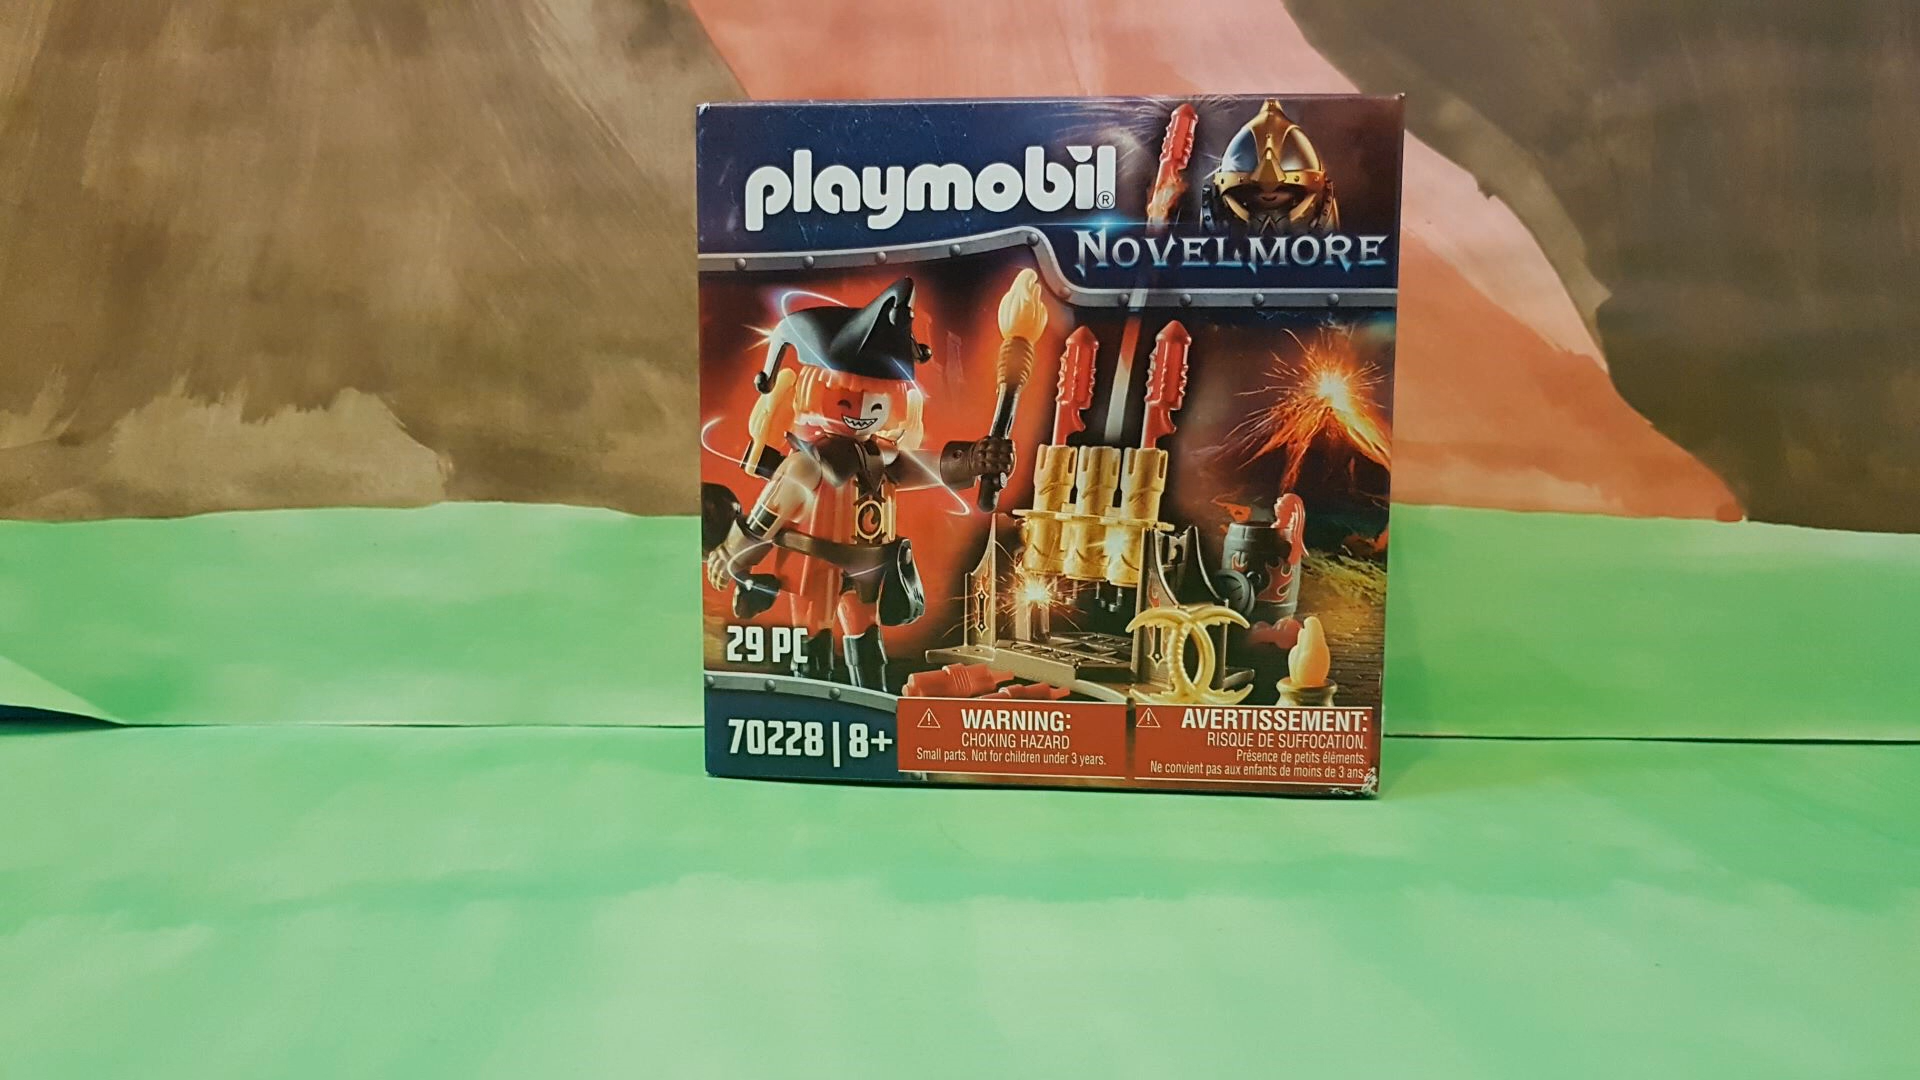 playmobil®
NOVELMORE
29 PC
70228 | 8+
WARNING:
CHOKING HAZARD
Small parts. Not for children under 3 years.
AVERTISSEMENT:
RISQUE DE SUFFOCATION.
Présence de petits éléments.
Ne convient pas aux enfants de moins de 3 ans.